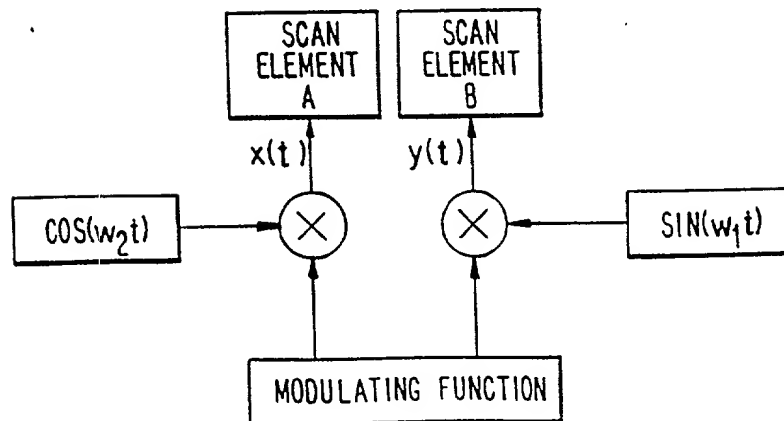 SCAN
ELEMENT
A
SCAN
ELEMENT
B
x(t)
y(t)
COS(w₂t)
SIN(w₁t)
MODULATING FUNCTION